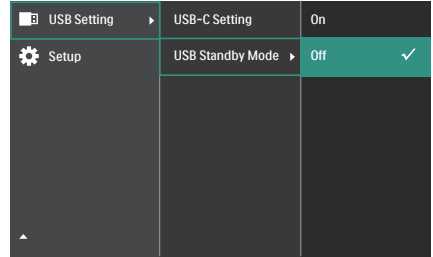 USB Setting
USB-C Setting
On
Setup
USB Standby Mode
Off